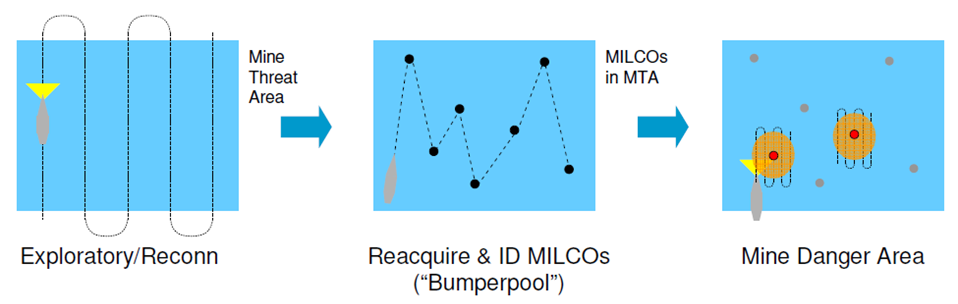 Mine
Threat
Area
MILCOs
in MTA
Exploratory/Reconn
Reacquire & ID MILCOs
(“Bumperpool”)
Mine Danger Area